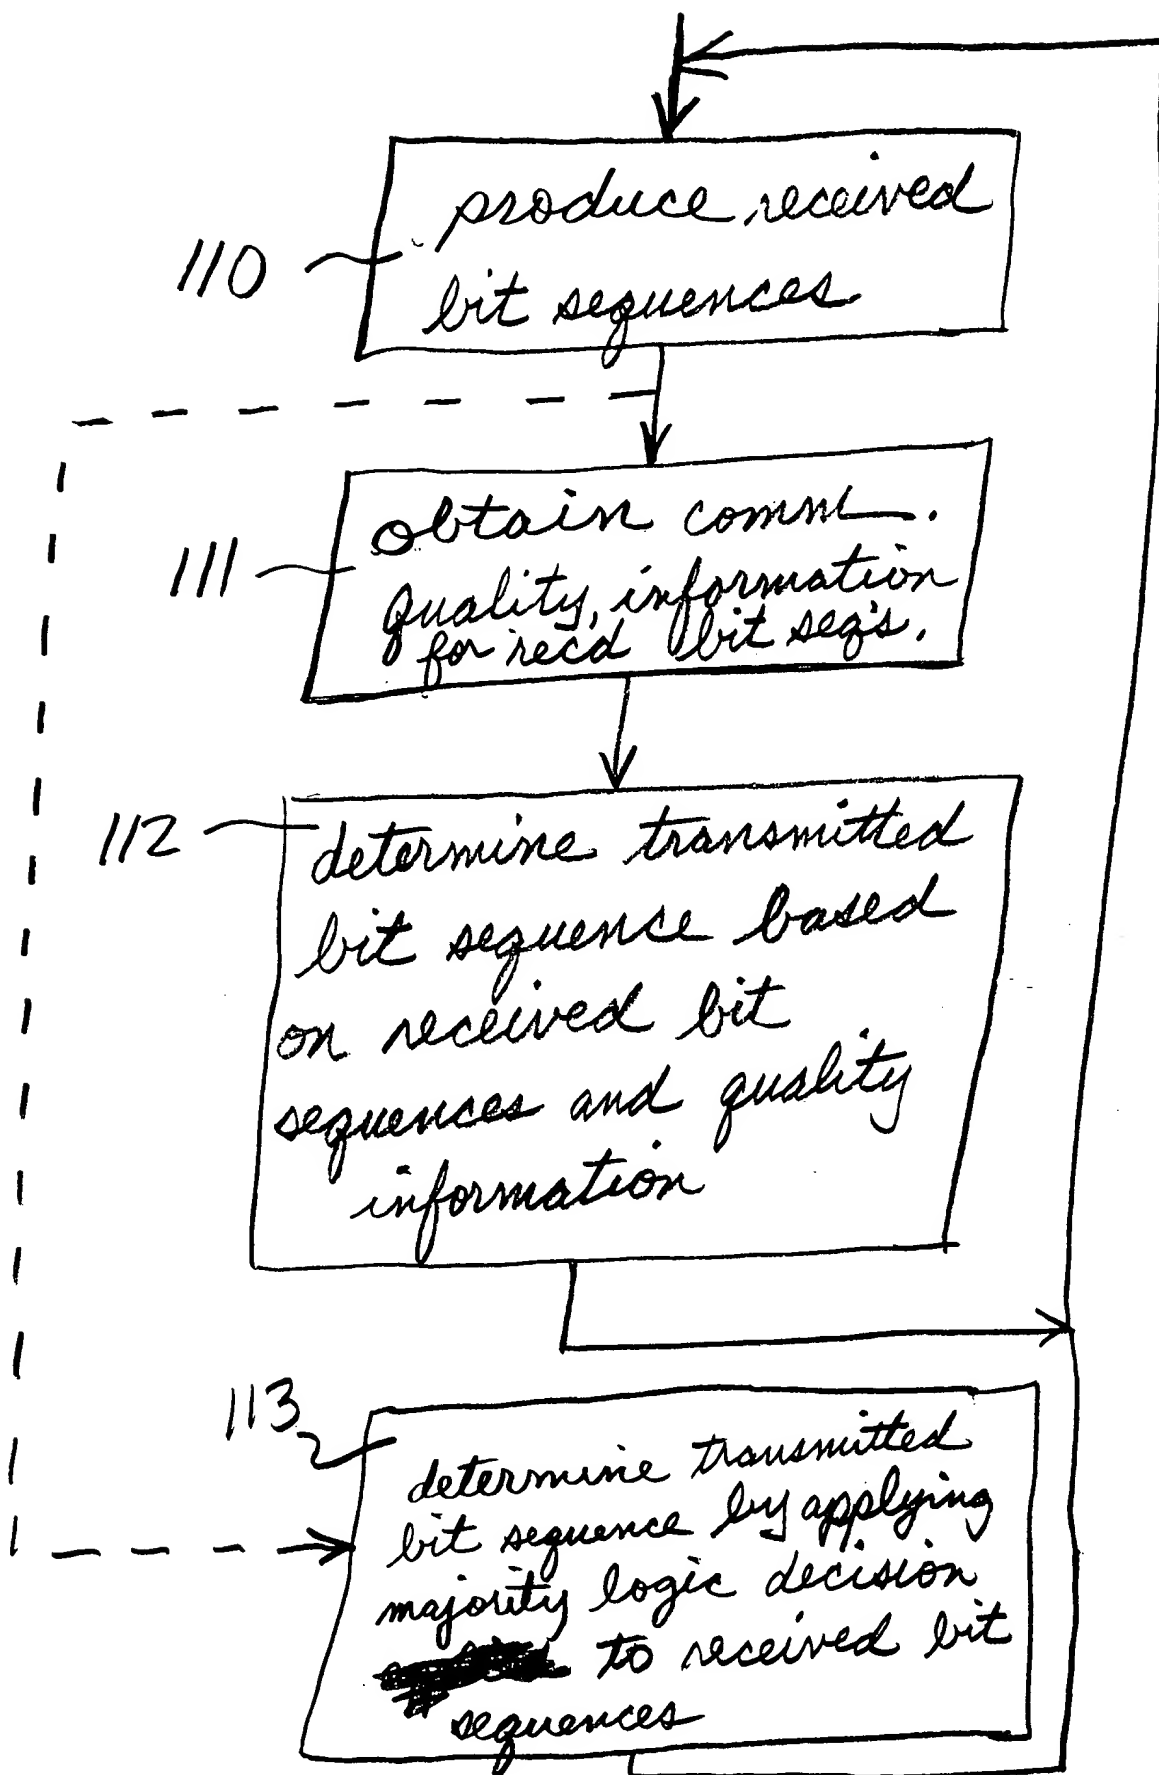 110
produce received
bit sequences
111
obtain comm.
quality information
for rec'd bit seq's.
112
determine transmitted
bit sequence based
on received bit
sequences and quality
information
113
determine transmitted
bit sequence by applying
majority logic decision
to received bit
sequences